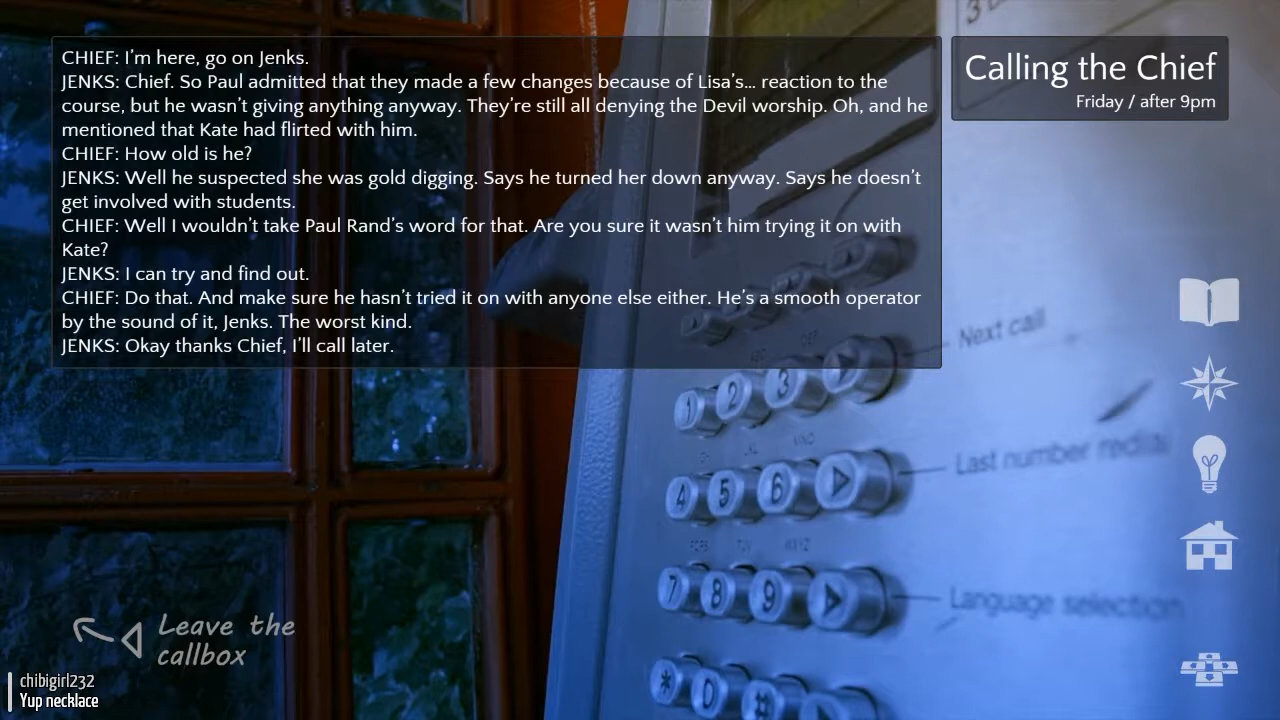 CHIEF: I'm here, go on Jenks.
JENKS: Chief. So Paul admitted that they made a few changes because of Lisa's... reaction to the
course, but he wasn't giving anything anyway. They're still all denying the Devil worship. Oh, and he
mentioned that Kate had flirted with him.
CHIEF: How old is he?
JENKS: Well he suspected she was gold digging. Says he turned her down anyway. Says he doesn't
get involved with students.
CHIEF: Well I wouldn't take Paul Rand's word for that. Are you sure it wasn't him trying it on with
Kate?
JENKS: I can try and find out.
CHIEF: Do that. And make sure he hasn't tried it on with anyone else either. He's a smooth operator
by the sound of it, Jenks. The worst kind.
JENKS: Okay thanks Chief, I'll call later.
Calling the Chief
Friday / after 9pm
Next call
1 2 3
Last number redial
4 5 6
7 8 9
Language selection
* 0 #
Leave the
callbox
chibigirl232
Yup necklace